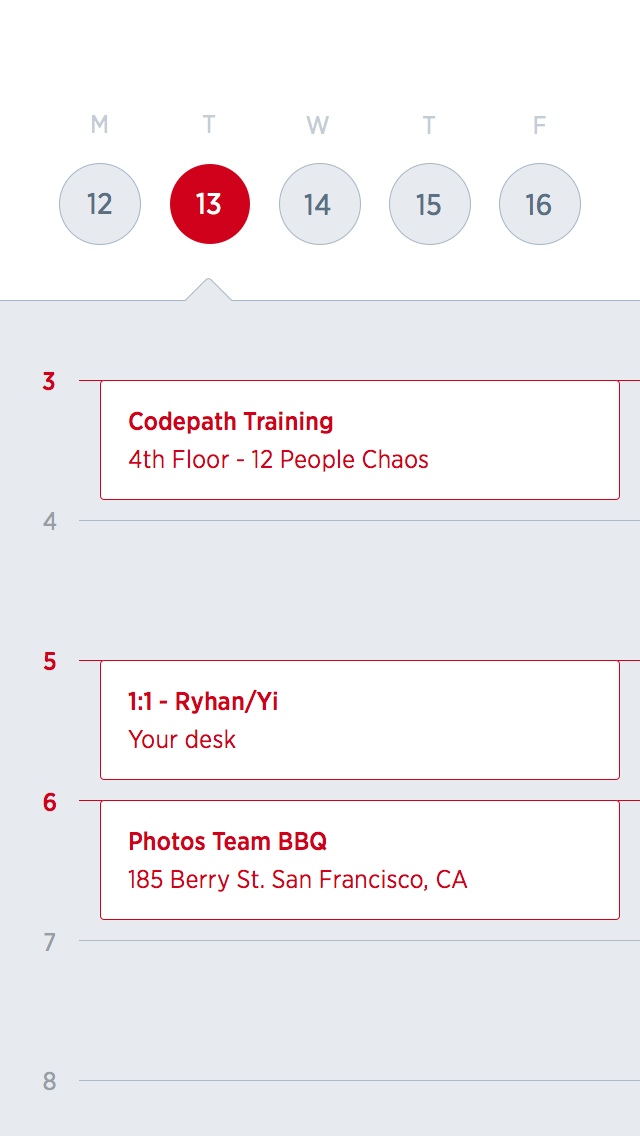 M T W T F
12 13 14 15 16
3
Codepath Training
4th Floor - 12 People Chaos
4
5
1:1 - Ryhan/Yi
Your desk
6
Photos Team BBQ
185 Berry St. San Francisco, CA
7
8